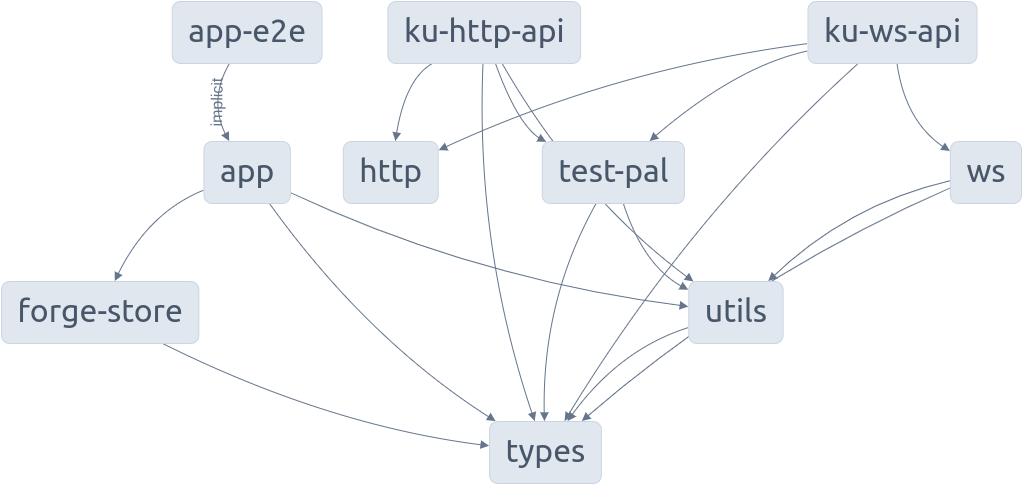 app-e2e
ku-http-api
ku-ws-api
implicit
app
http
test-pal
ws
forge-store
utils
types